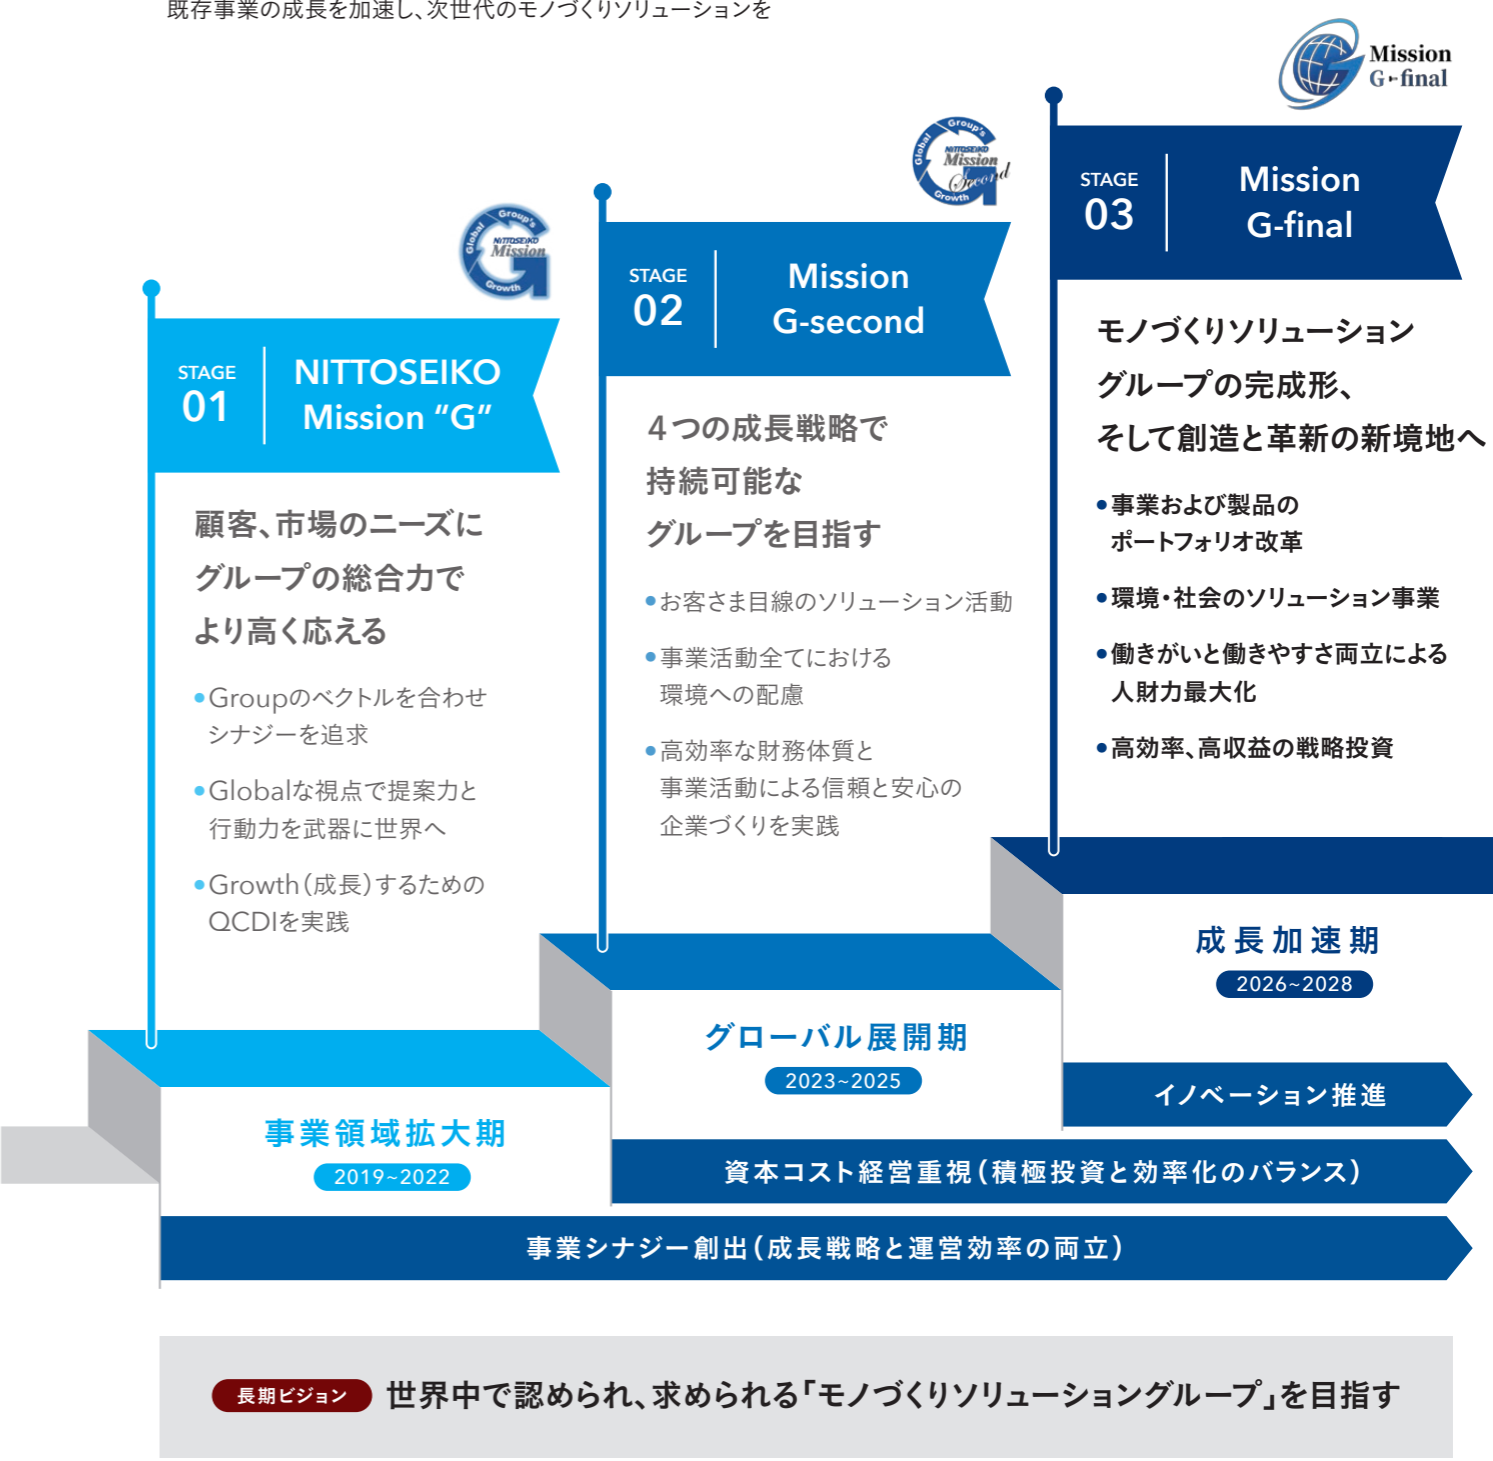 既存事業の成長を加速し、次世代のモノづくりソリューションを
Group's
Global
NITTOSEIKO
Mission
Growth
STAGE
01
NITTOSEIKO
Mission “G”
顧客、市場のニーズに
グループの総合力で
より高く応える
•Groupのベクトルを合わせ
シナジーを追求
•Globalな視点で提案力と
行動力を武器に世界へ
•Growth（成長）するための
QCDIを実践
事業領域拡大期
2019~2022
Group's
Global
NITTOSEIKO
Mission
Second
Growth
STAGE
02
Mission
G-second
4つの成長戦略で
持続可能な
グループを目指す
•お客さま目線のソリューション活動
•事業活動全てにおける
環境への配慮
•高効率な財務体質と
事業活動による信頼と安心の
企業づくりを実践
グローバル展開期
2023~2025
Mission
G-final
STAGE
03
Mission
G-final
モノづくりソリューション
グループの完成形、
そして創造と革新の新境地へ
•事業および製品の
ポートフォリオ改革
•環境・社会のソリューション事業
•働きがいと働きやすさ両立による
人財力最大化
•高効率、高収益の戦略投資
成長加速期
2026~2028
イノベーション推進
資本コスト経営重視（積極投資と効率化のバランス）
事業シナジー創出（成長戦略と運営効率の両立）
長期ビジョン 世界中で認められ、求められる「モノづくりソリューショングループ」を目指す